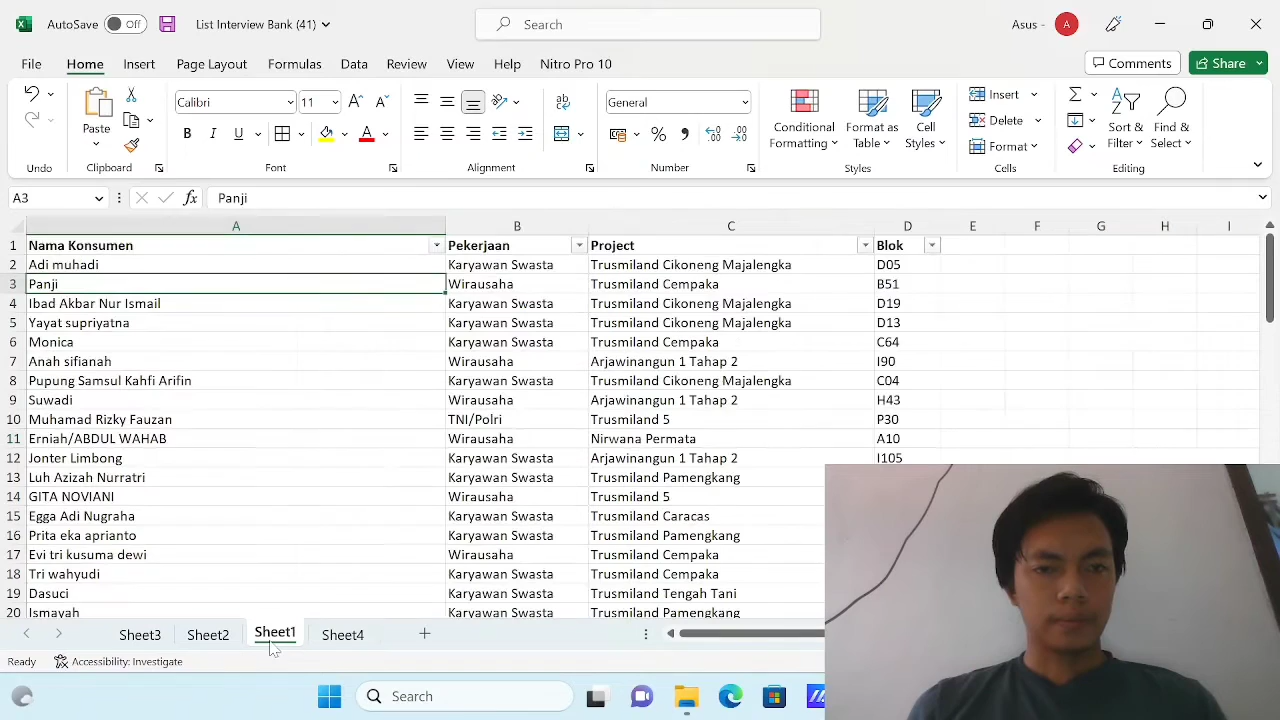 AutoSave Off List Interview Bank (41) Search Asus - A
File Home Insert Page Layout Formulas Data Review View Help Nitro Pro 10 Comments Share
Calibri 11 General
Paste B I U Conditional Formatting Format as Table Cell Styles Insert Delete Format Sort & Filter Find & Select
Undo Clipboard Font Alignment Number Styles Cells Editing
A3 fx Panji
A B C D E F G H I
1 Nama Konsumen Pekerjaan Project Blok
2 Adi muhadi Karyawan Swasta Trusmiland Cikoneng Majalengka D05
3 Panji Wirausaha Trusmiland Cempaka B51
4 Ibad Akbar Nur Ismail Karyawan Swasta Trusmiland Cikoneng Majalengka D19
5 Yayat supriyatna Karyawan Swasta Trusmiland Cikoneng Majalengka D13
6 Monica Karyawan Swasta Trusmiland Cempaka C64
7 Anah sifianah Wirausaha Arjawinangun 1 Tahap 2 I90
8 Pupung Samsul Kahfi Arifin Karyawan Swasta Trusmiland Cikoneng Majalengka C04
9 Suwadi Wirausaha Arjawinangun 1 Tahap 2 H43
10 Muhamad Rizky Fauzan TNI/Polri Trusmiland 5 P30
11 Erniah/ABDUL WAHAB Wirausaha Nirwana Permata A10
12 Jonter Limbong Karyawan Swasta Arjawinangun 1 Tahap 2 I105
13 Luh Azizah Nurratri Karyawan Swasta Trusmiland Pamengkang
14 GITA NOVIANI Wirausaha Trusmiland 5
15 Egga Adi Nugraha Karyawan Swasta Trusmiland Caracas
16 Prita eka aprianto Karyawan Swasta Trusmiland Pamengkang
17 Evi tri kusuma dewi Wirausaha Trusmiland Cempaka
18 Tri wahyudi Karyawan Swasta Trusmiland Cempaka
19 Dasuci Karyawan Swasta Trusmiland Tengah Tani
20 Ismayah Karyawan Swasta Trusmiland Pamengkang
Sheet3 Sheet2 Sheet1 Sheet4
Ready Accessibility: Investigate
Search